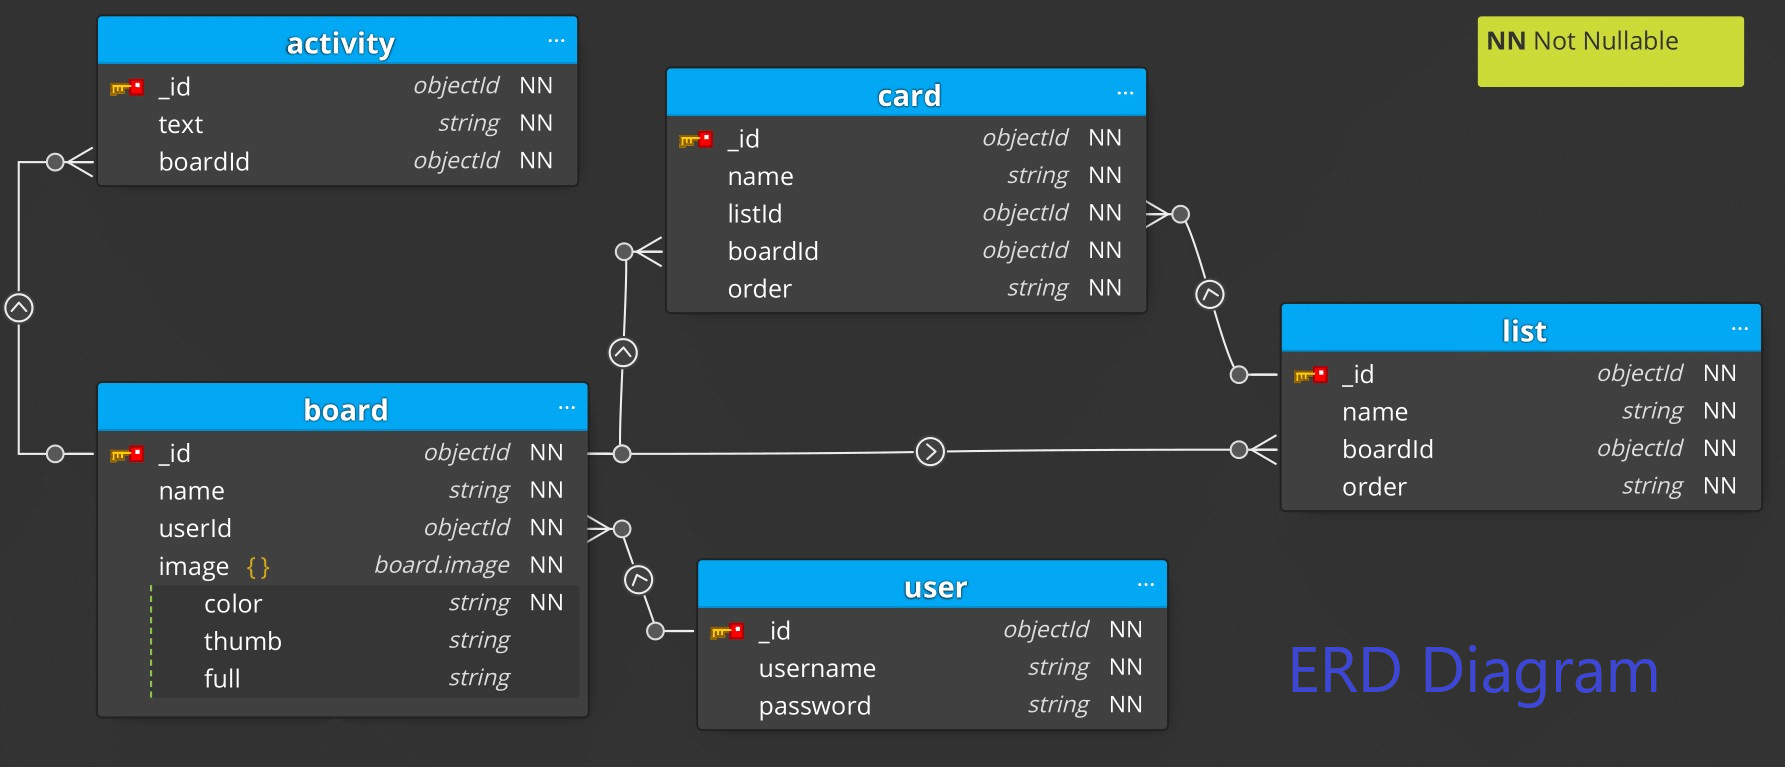 activity ...
_id objectId NN
text string NN
boardId objectId NN
card ...
_id objectId NN
name string NN
listId objectId NN
boardId objectId NN
order string NN
NN Not Nullable
list ...
_id objectId NN
name string NN
boardId objectId NN
order string NN
board ...
_id objectId NN
name string NN
userId objectId NN
image {} board.image NN
color string NN
thumb string
full string
user ...
_id objectId NN
username string NN
password string NN
ERD Diagram